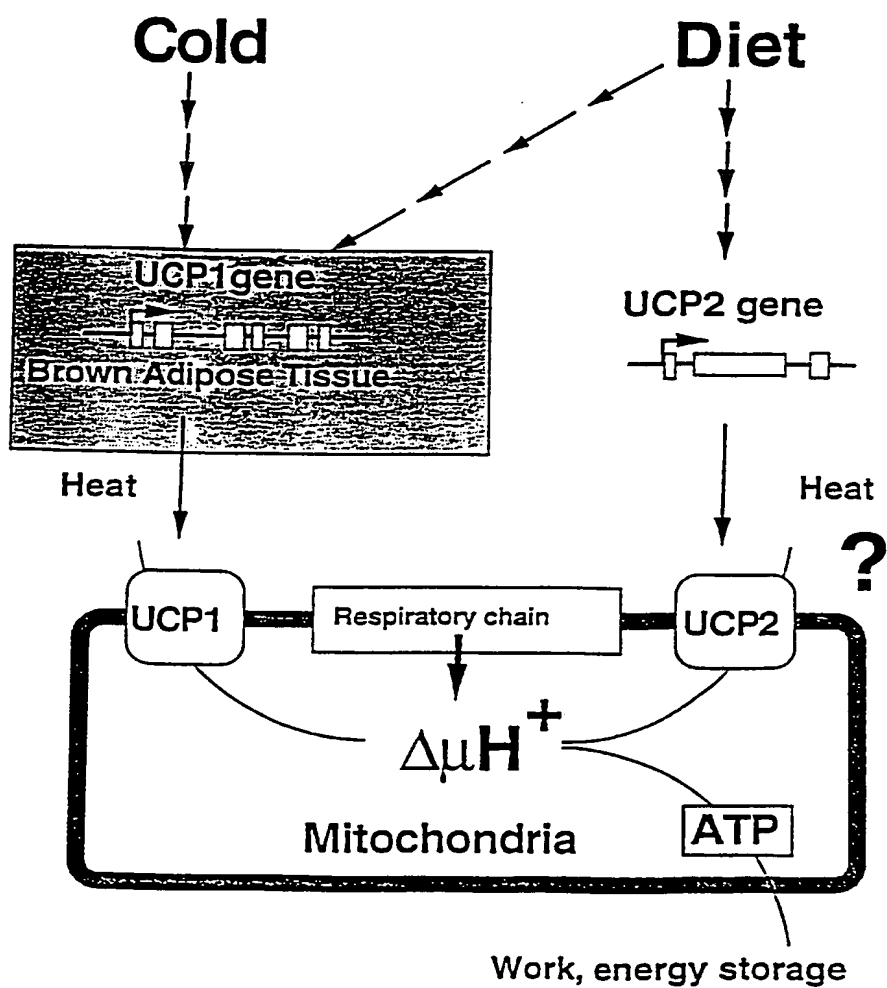 Cold
Diet
UCP1gene
Brown Adipose Tissue
UCP2 gene
Heat
Heat
?
UCP1
Respiratory chain
UCP2
ΔμH+
Mitochondria
ATP
Work, energy storage